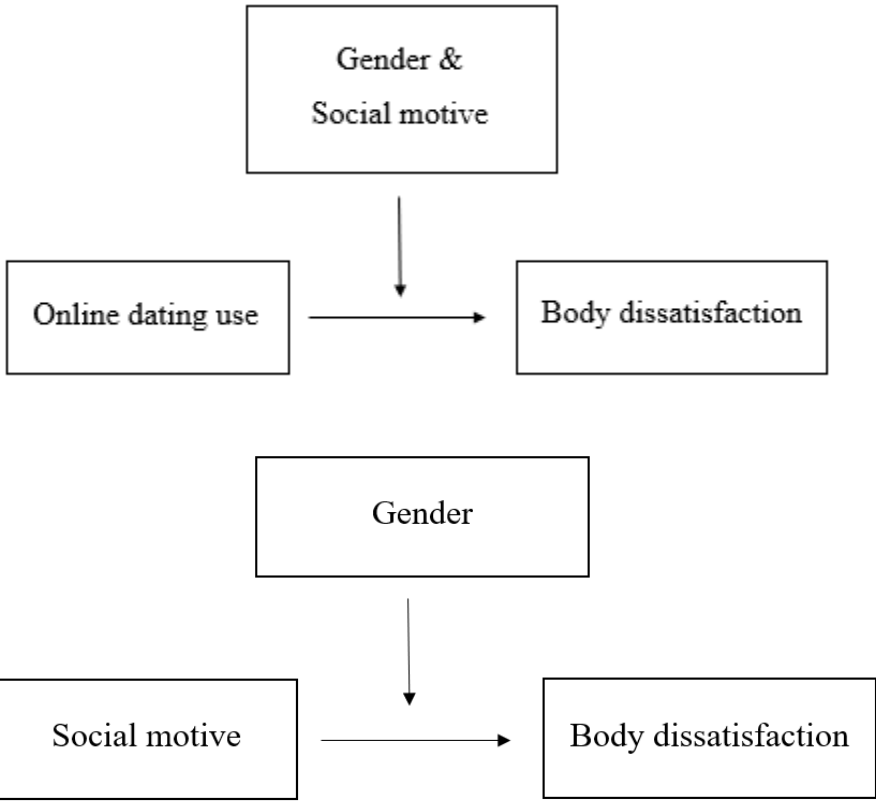 Gender &
Social motive
Online dating use
Body dissatisfaction
Gender
Social motive
Body dissatisfaction